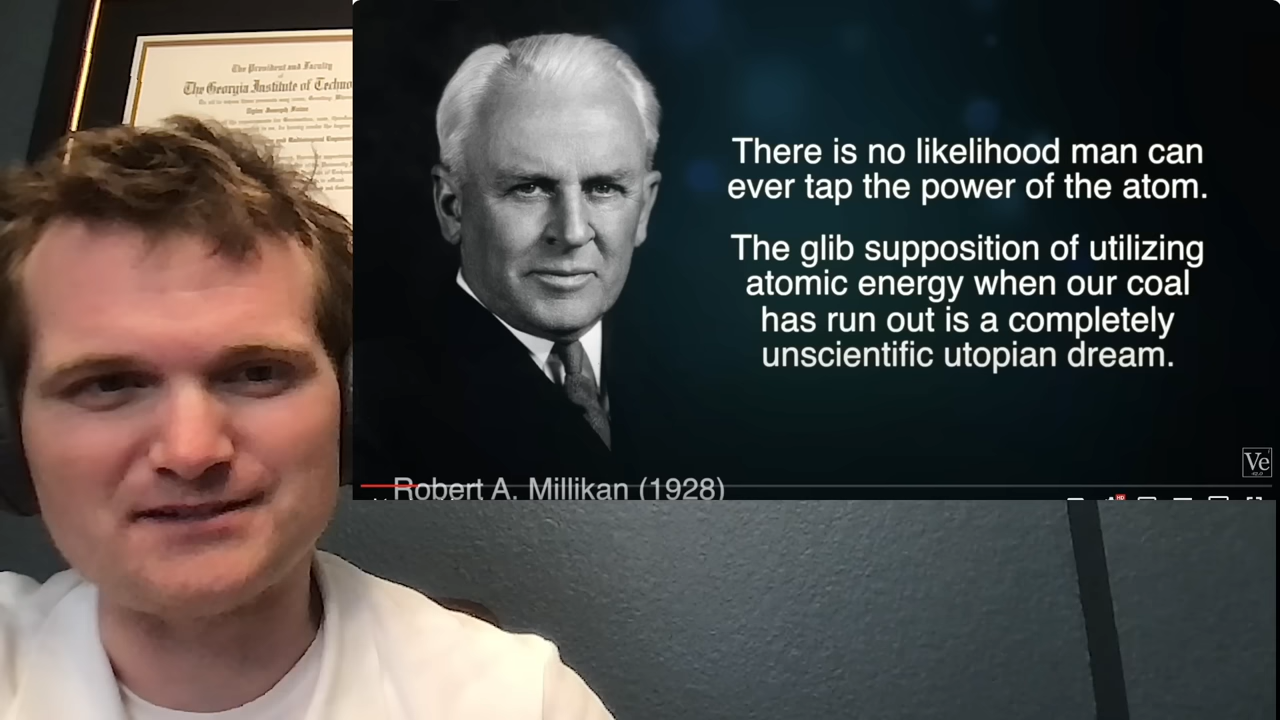 The President and Faculty
of
The Georgia Institute of Techno
There is no likelihood man can
ever tap the power of the atom.
The glib supposition of utilizing
atomic energy when our coal
has run out is a completely
unscientific utopian dream.
Ve
Robert A. Millikan (1928)
HD